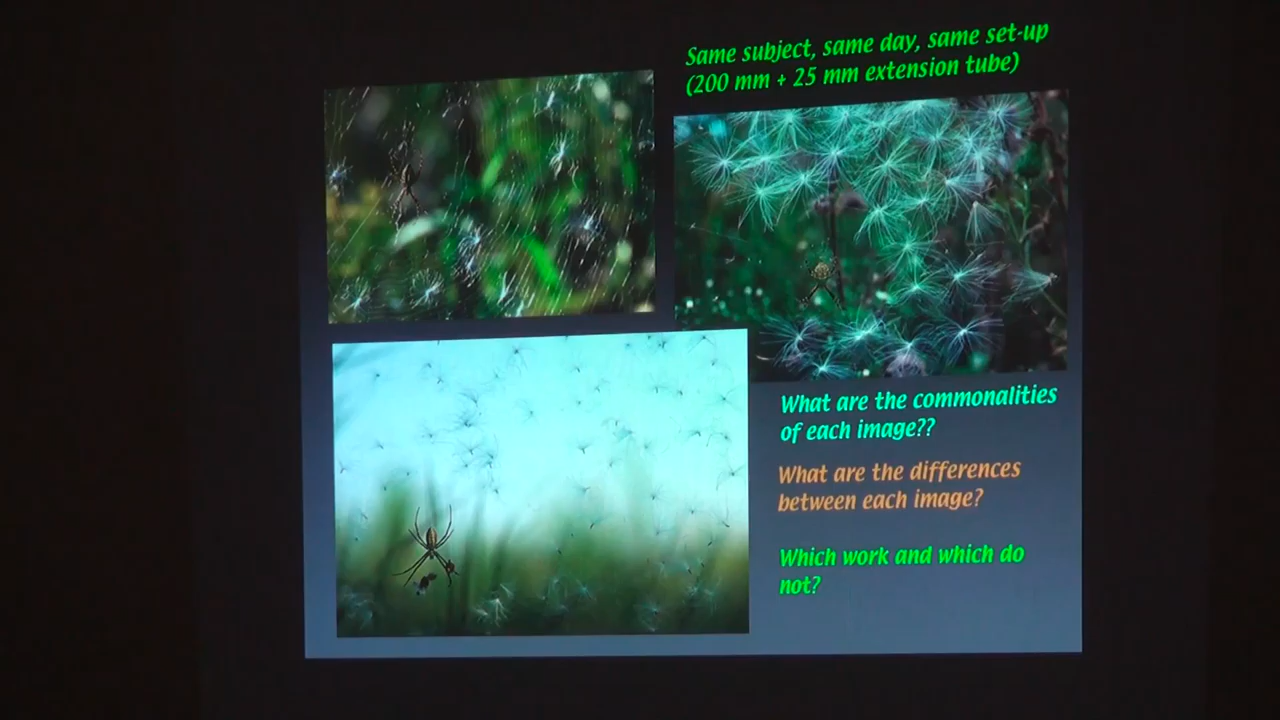 Same subject, same day, same set-up
(200 mm + 25 mm extension tube)
What are the commonalities
of each image??
What are the differences
between each image?
Which work and which do
not?